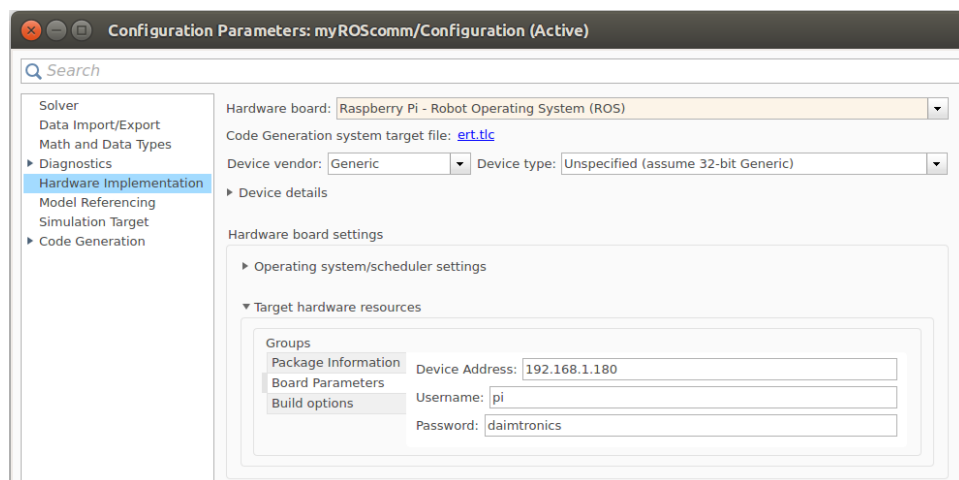 Configuration Parameters: myROScomm/Configuration (Active)
Search
Solver
Data Import/Export
Math and Data Types
Diagnostics
Hardware Implementation
Model Referencing
Simulation Target
Code Generation
Hardware board: Raspberry Pi - Robot Operating System (ROS)
Code Generation system target file: ert.tlc
Device vendor: Generic Device type: Unspecified (assume 32-bit Generic)
Device details
Hardware board settings
Operating system/scheduler settings
Target hardware resources
Groups
Package Information
Board Parameters
Build options
Device Address: 192.168.1.180
Username: pi
Password: daimtronics